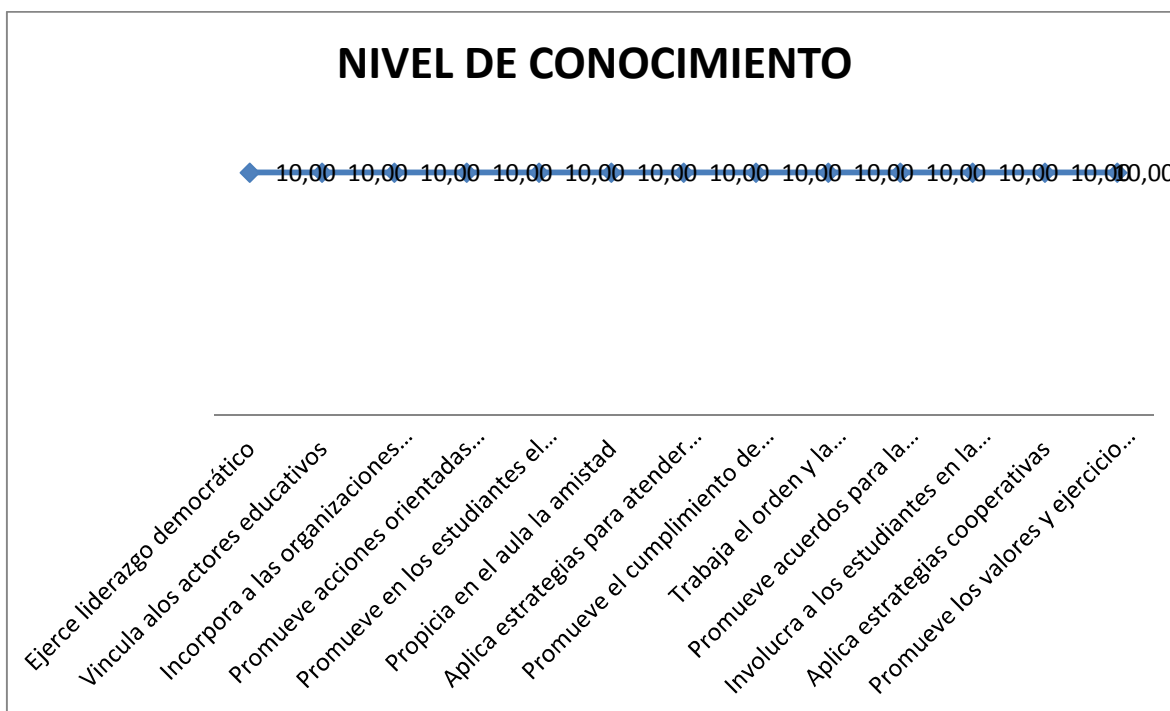 NIVEL DE CONOCIMIENTO
10,00 10,00 10,00 10,00 10,00 10,00 10,00 10,00 10,00 10,00 10,00 10,00 10,00
Ejerce liderazgo democrático
Vincula alos actores educativos
Incorpora a las organizaciones...
Promueve acciones orientadas...
Promueve en los estudiantes el...
Propicia en el aula la amistad
Aplica estrategias para atender...
Promueve el cumplimiento de...
Trabaja el orden y la...
Promueve acuerdos para la...
Involucra a los estudiantes en la...
Aplica estrategias cooperativas
Promueve los valores y ejercicio...